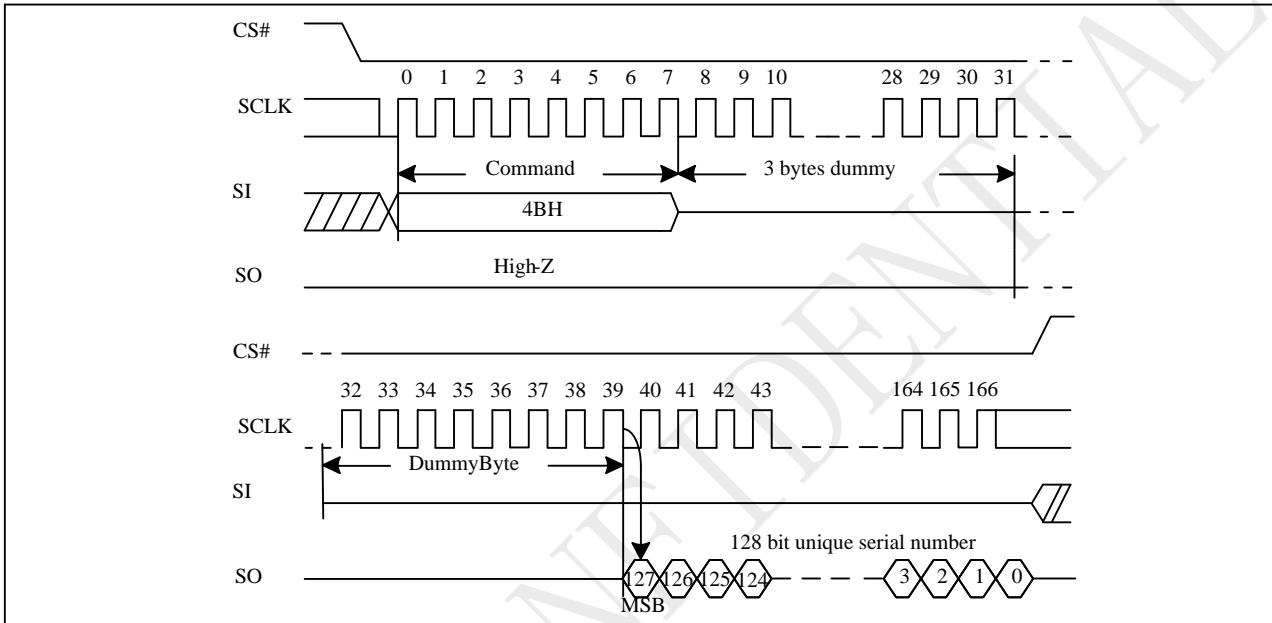 CS#
0 1 2 3 4 5 6 7 8 9 10 28 29 30 31
SCLK
Command 3 bytes dummy
SI
4BH
High-Z
SO
CS#
32 33 34 35 36 37 38 39 40 41 42 43 164 165 166
SCLK
DummyByte
SI
128 bit unique serial number
SO 127 126 125 124 3 2 1 0
MSB